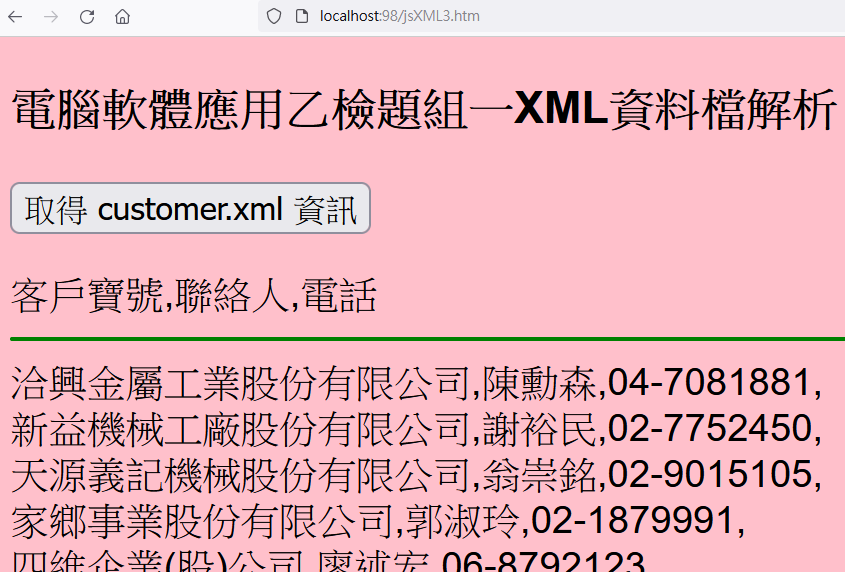 localhost:98/jsXML3.htm
電腦軟體應用乙檢題組一XML資料檔解析
取得 customer.xml 資訊
客戶寶號,聯絡人,電話
洽興金屬工業股份有限公司,陳勳森,04-7081881,
新益機械工廠股份有限公司,謝裕民,02-7752450,
天源義記機械股份有限公司,翁崇銘,02-9015105,
家鄉事業股份有限公司,郭淑玲,02-1879991,
四維企業(股)公司,廖述宏,06-8792123